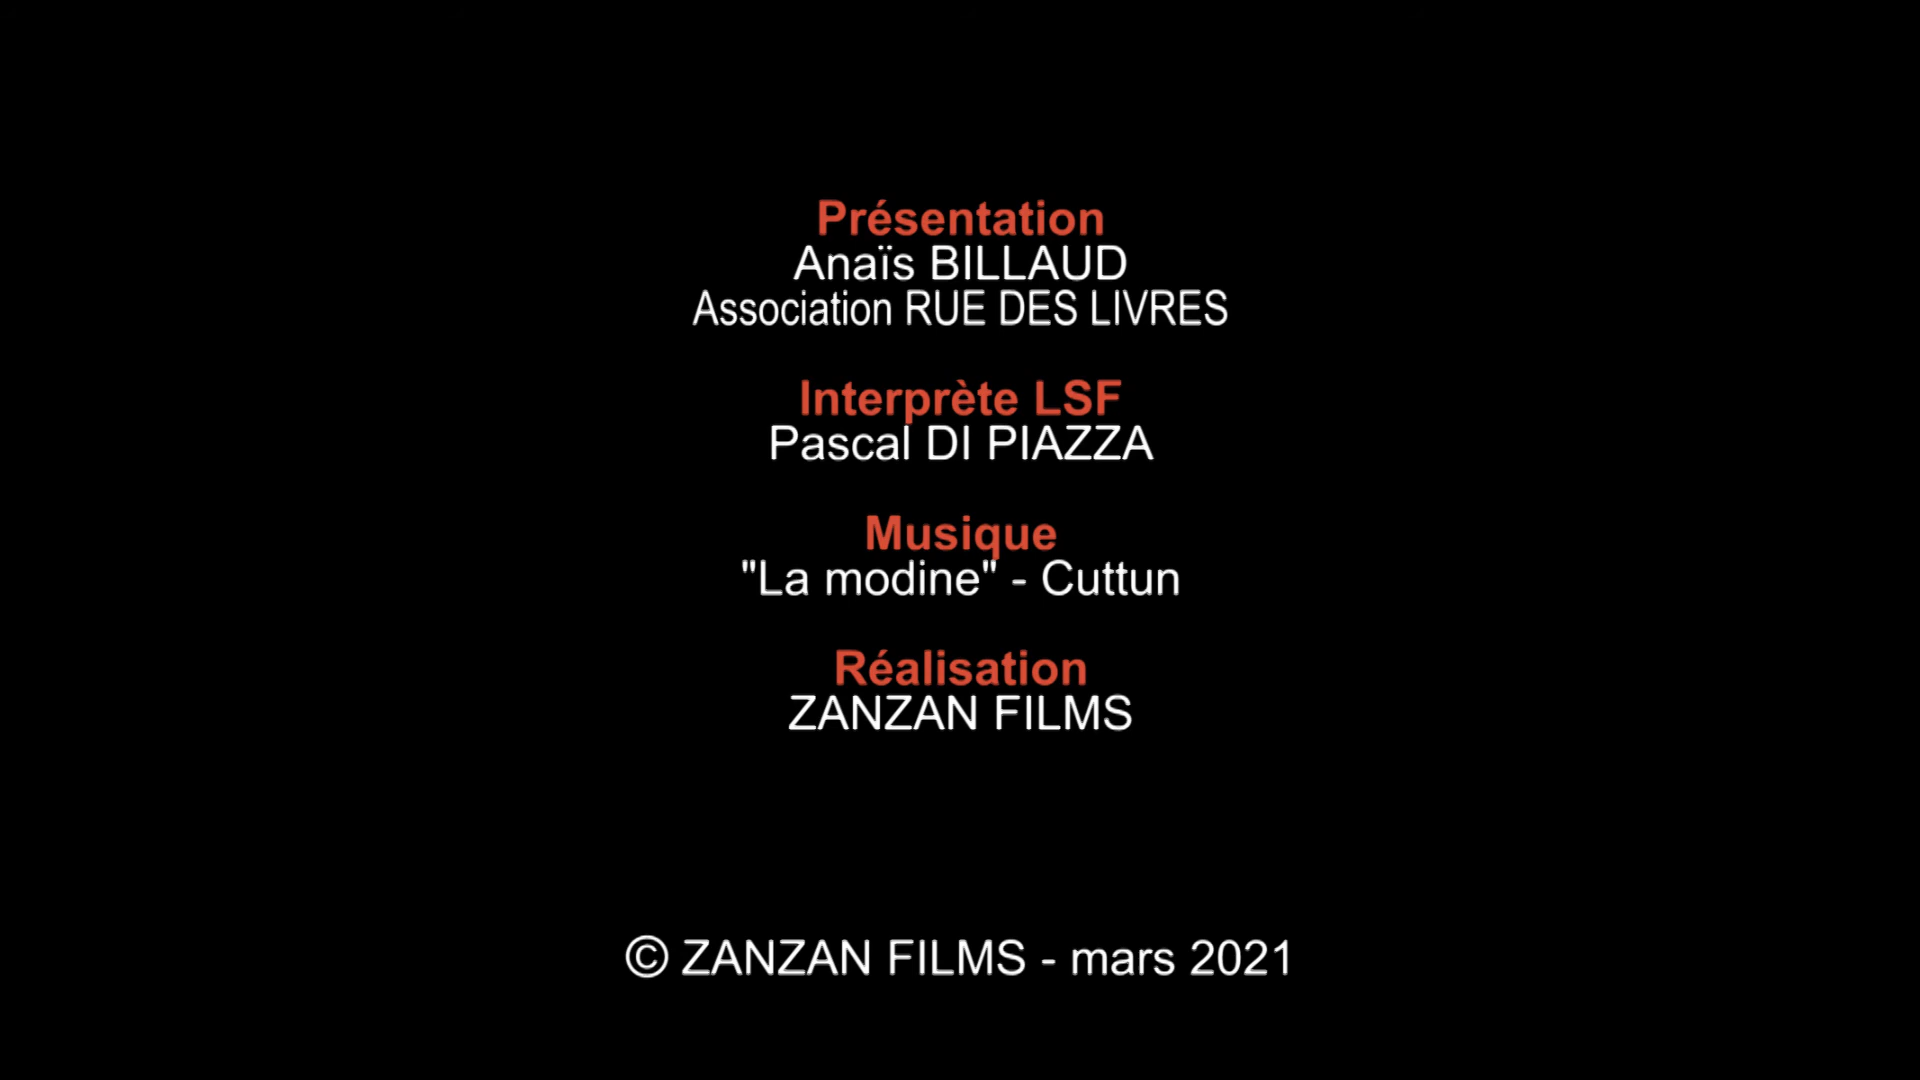 Présentation
Anaïs BILLAUD
Association RUE DES LIVRES
Interprète LSF
Pascal DI PIAZZA
Musique
"La modine" - Cuttun
Réalisation
ZANZAN FILMS
© ZANZAN FILMS - mars 2021